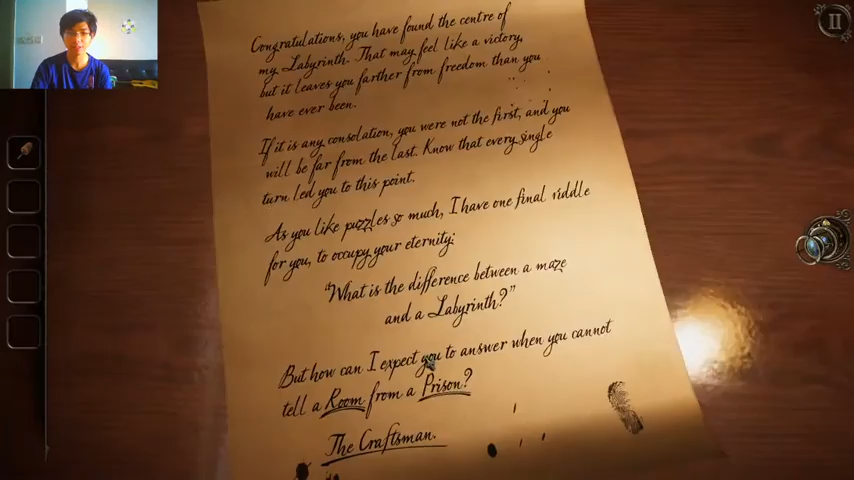 Congratulations, you have found the centre of
my Labyrinth. That may feel like a victory,
but it leaves you farther from freedom than you
have ever been.
If it is any consolation, you were not the first, and you
will be far from the last. Know that every single
turn led you to this point.
As you like puzzles so much, I have one final riddle
for you, to occupy your eternity:
"What is the difference between a maze
and a Labyrinth?"
But how can I expect you to answer when you cannot
tell a Room from a Prison?
The Craftsman.